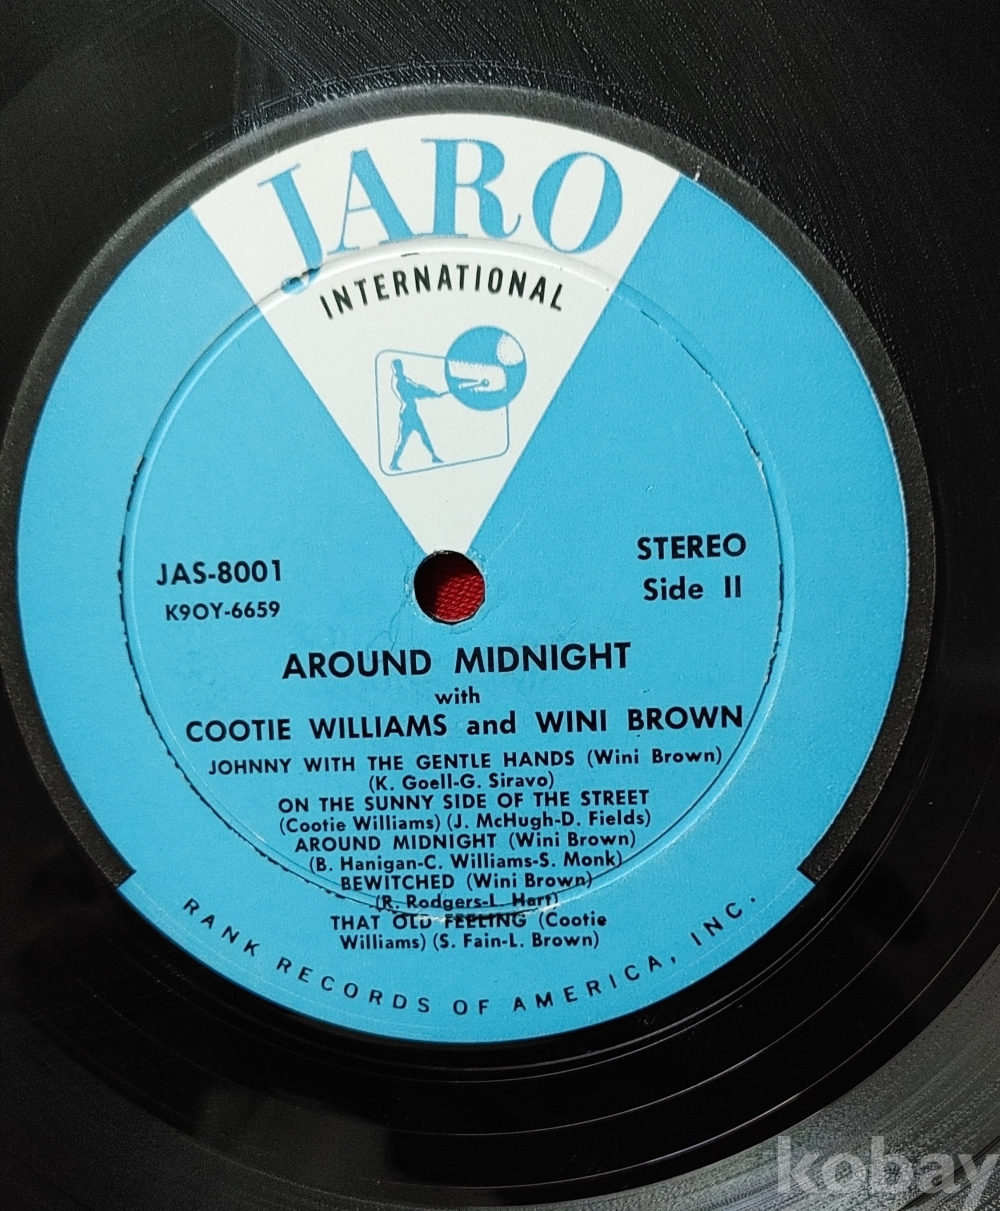 JARO
INTERNATIONAL
JAS-8001
K9OY-6659
STEREO
Side II
AROUND MIDNIGHT
with
COOTIE WILLIAMS and WINI BROWN
JOHNNY WITH THE GENTLE HANDS (Wini Brown)
(K. Goell-G. Siravo)
ON THE SUNNY SIDE OF THE STREET
(Cootie Williams) (J. McHugh-D. Fields)
AROUND MIDNIGHT (Wini Brown)
(B. Hanigan-C. Williams-S. Monk)
BEWITCHED (Wini Brown)
(R. Rodgers-L. Hart)
THAT OLD FEELING (Cootie
Williams) (S. Fain-L. Brown)
RANK RECORDS OF AMERICA, INC.
kobay